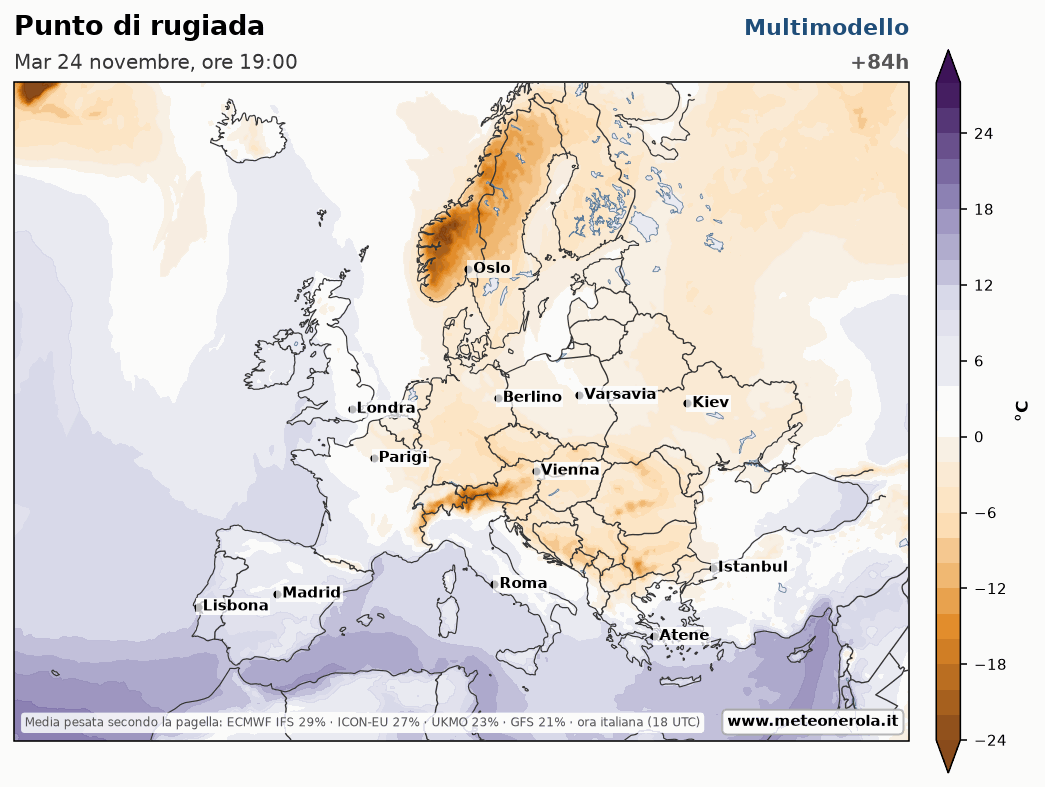 Punto di rugiada
Multimodello
Mar 24 novembre, ore 19:00
+84h
24
18
12
6
0
−6
−12
−18
−24
°C
Oslo
Londra
Berlino
Varsavia
Kiev
Parigi
Vienna
Istanbul
Roma
Madrid
Lisbona
Atene
Media pesata secondo la pagella: ECMWF IFS 29% · ICON-EU 27% · UKMO 23% · GFS 21% · ora italiana (18 UTC)
www.meteonerola.it